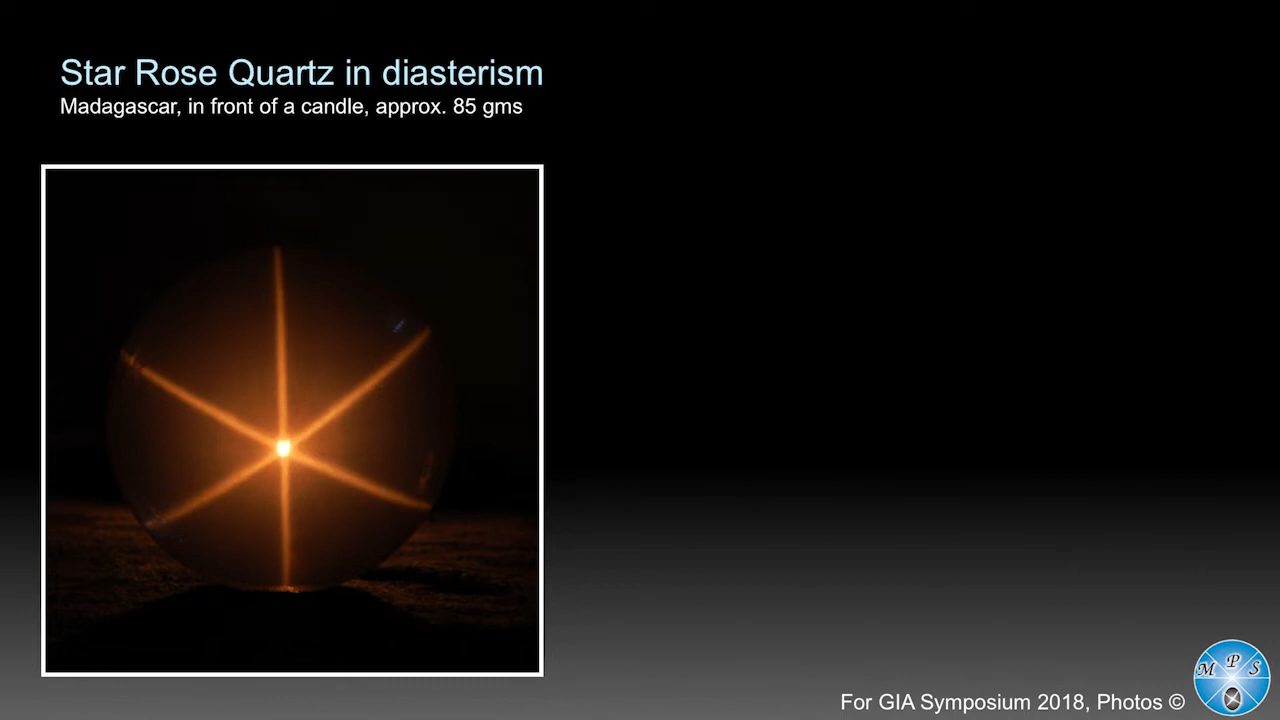 Star Rose Quartz in diasterism
Madagascar, in front of a candle, approx. 85 gms
For GIA Symposium 2018, Photos ©
M P S